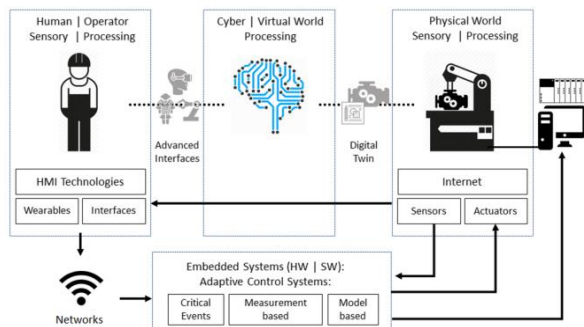 Human | Operator
Sensory | Processing
Cyber | Virtual World
Processing
Physical World
Sensory | Processing
Advanced
Interfaces
Digital
Twin
HMI Technologies
Wearables
Interfaces
Internet
Sensors
Actuators
Networks
Embedded Systems (HW | SW):
Adaptive Control Systems:
Critical
Events
Measurement
based
Model
based